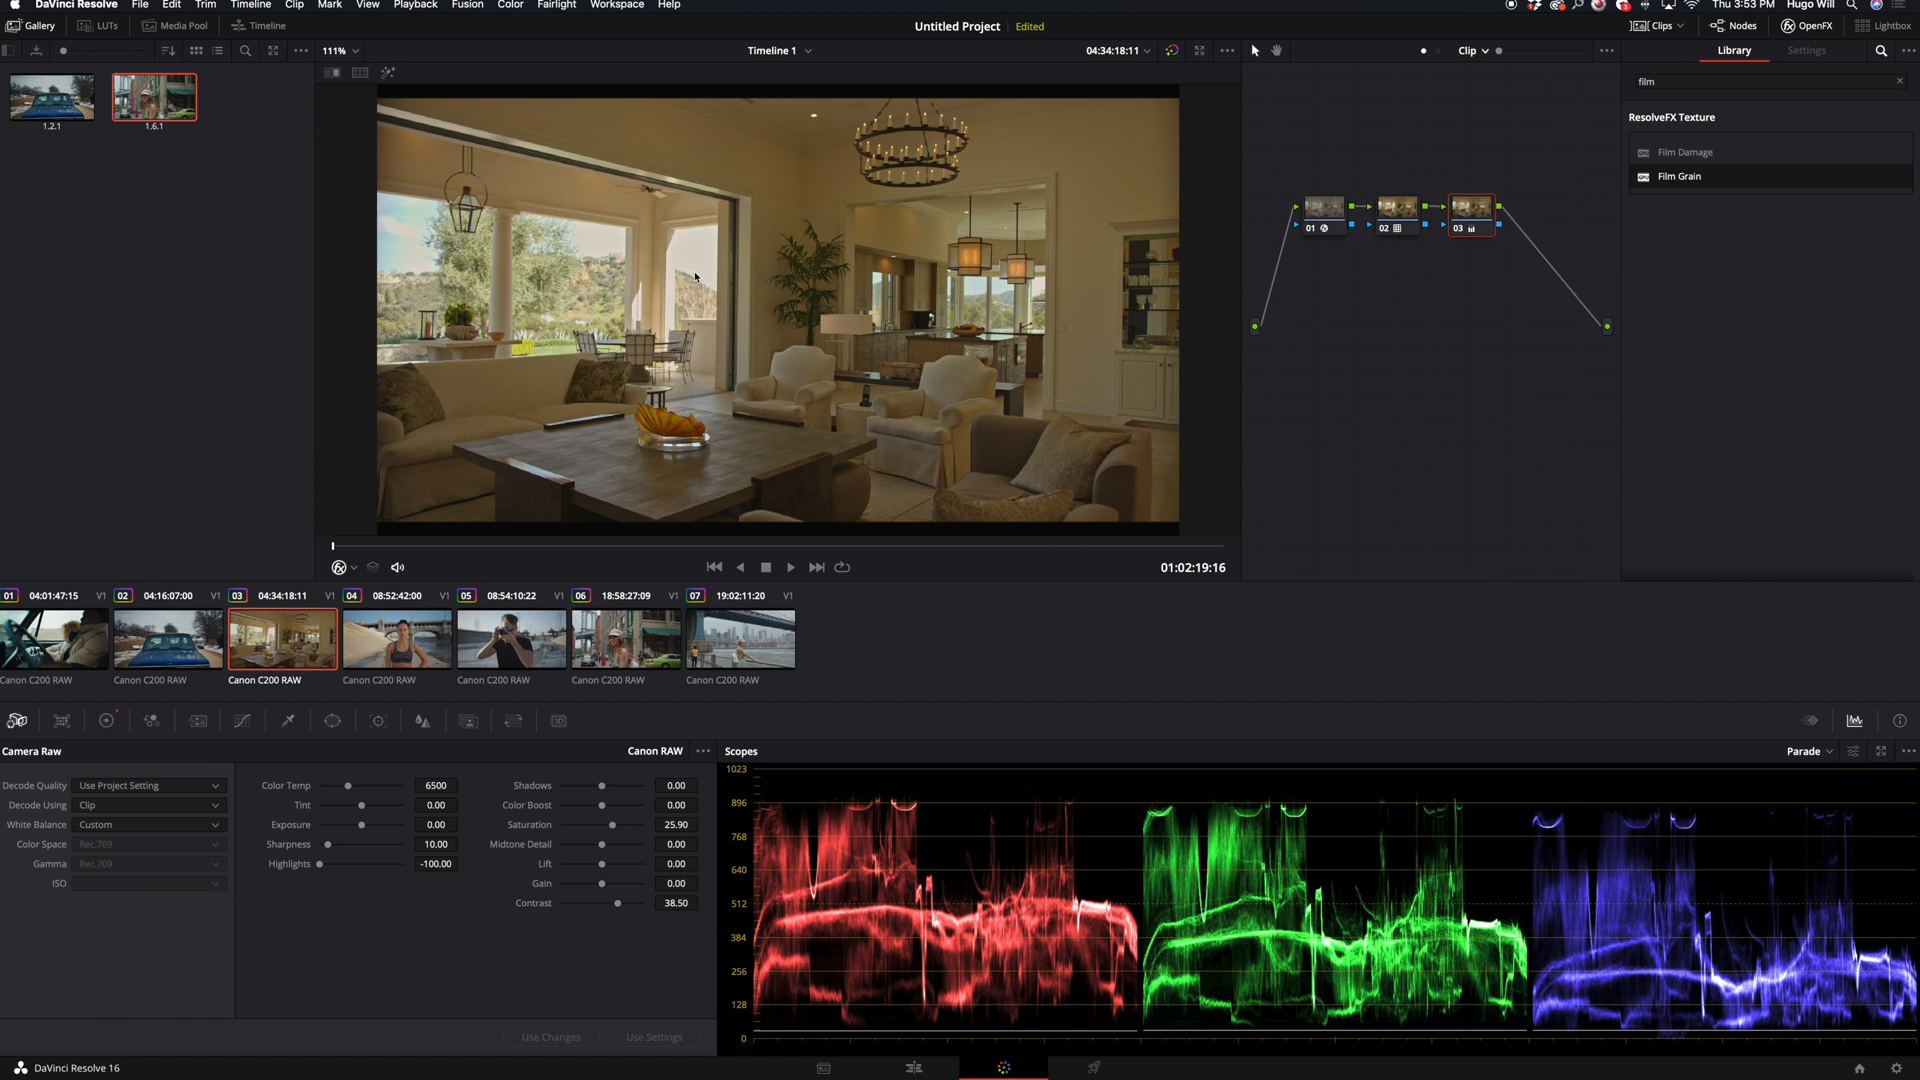 DaVinci Resolve File Edit Trim Timeline Clip Mark View Playback Fusion Color Fairlight Workspace Help Thu 3:53 PM Hugo Will
Gallery LUTs Media Pool Timeline Untitled Project Edited Clips Nodes OpenFX Lightbox
111% Timeline 1 04:34:18:11 Clip Library Settings
film
1.2.1 1.6.1
ResolveFX Texture
Film Damage
Film Grain
01 02 03
01:02:19:16
01 04:01:47:15 V1 02 04:16:07:00 V1 03 04:34:18:11 V1 04 08:52:42:00 V1 05 08:54:10:22 V1 06 18:58:27:09 V1 07 19:02:11:20 V1
Canon C200 RAW Canon C200 RAW Canon C200 RAW Canon C200 RAW Canon C200 RAW Canon C200 RAW Canon C200 RAW
Camera Raw Canon RAW Scopes Parade
Decode Quality Use Project Setting Color Temp 6500 Shadows 0.00
Decode Using Clip Tint 0.00 Color Boost 0.00
White Balance Custom Exposure 0.00 Saturation 25.90
Color Space Rec.709 Sharpness 10.00 Midtone Detail 0.00
Gamma Rec.709 Highlights -100.00 Lift 0.00
ISO Gain 0.00
Contrast 38.50
Use Changes Use Settings
1023
896
768
640
512
384
256
128
0
DaVinci Resolve 16